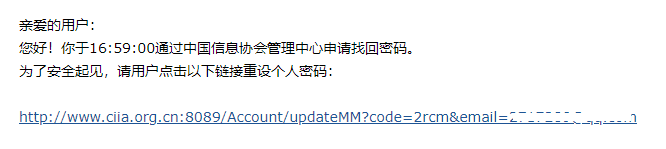 亲爱的用户：
您好！你于16:59:00通过中国信息协会管理中心申请找回密码。
为了安全起见，请用户点击以下链接重设个人密码：
http://www.ciia.org.cn:8089/Account/updateMM?code=2rcm&email=